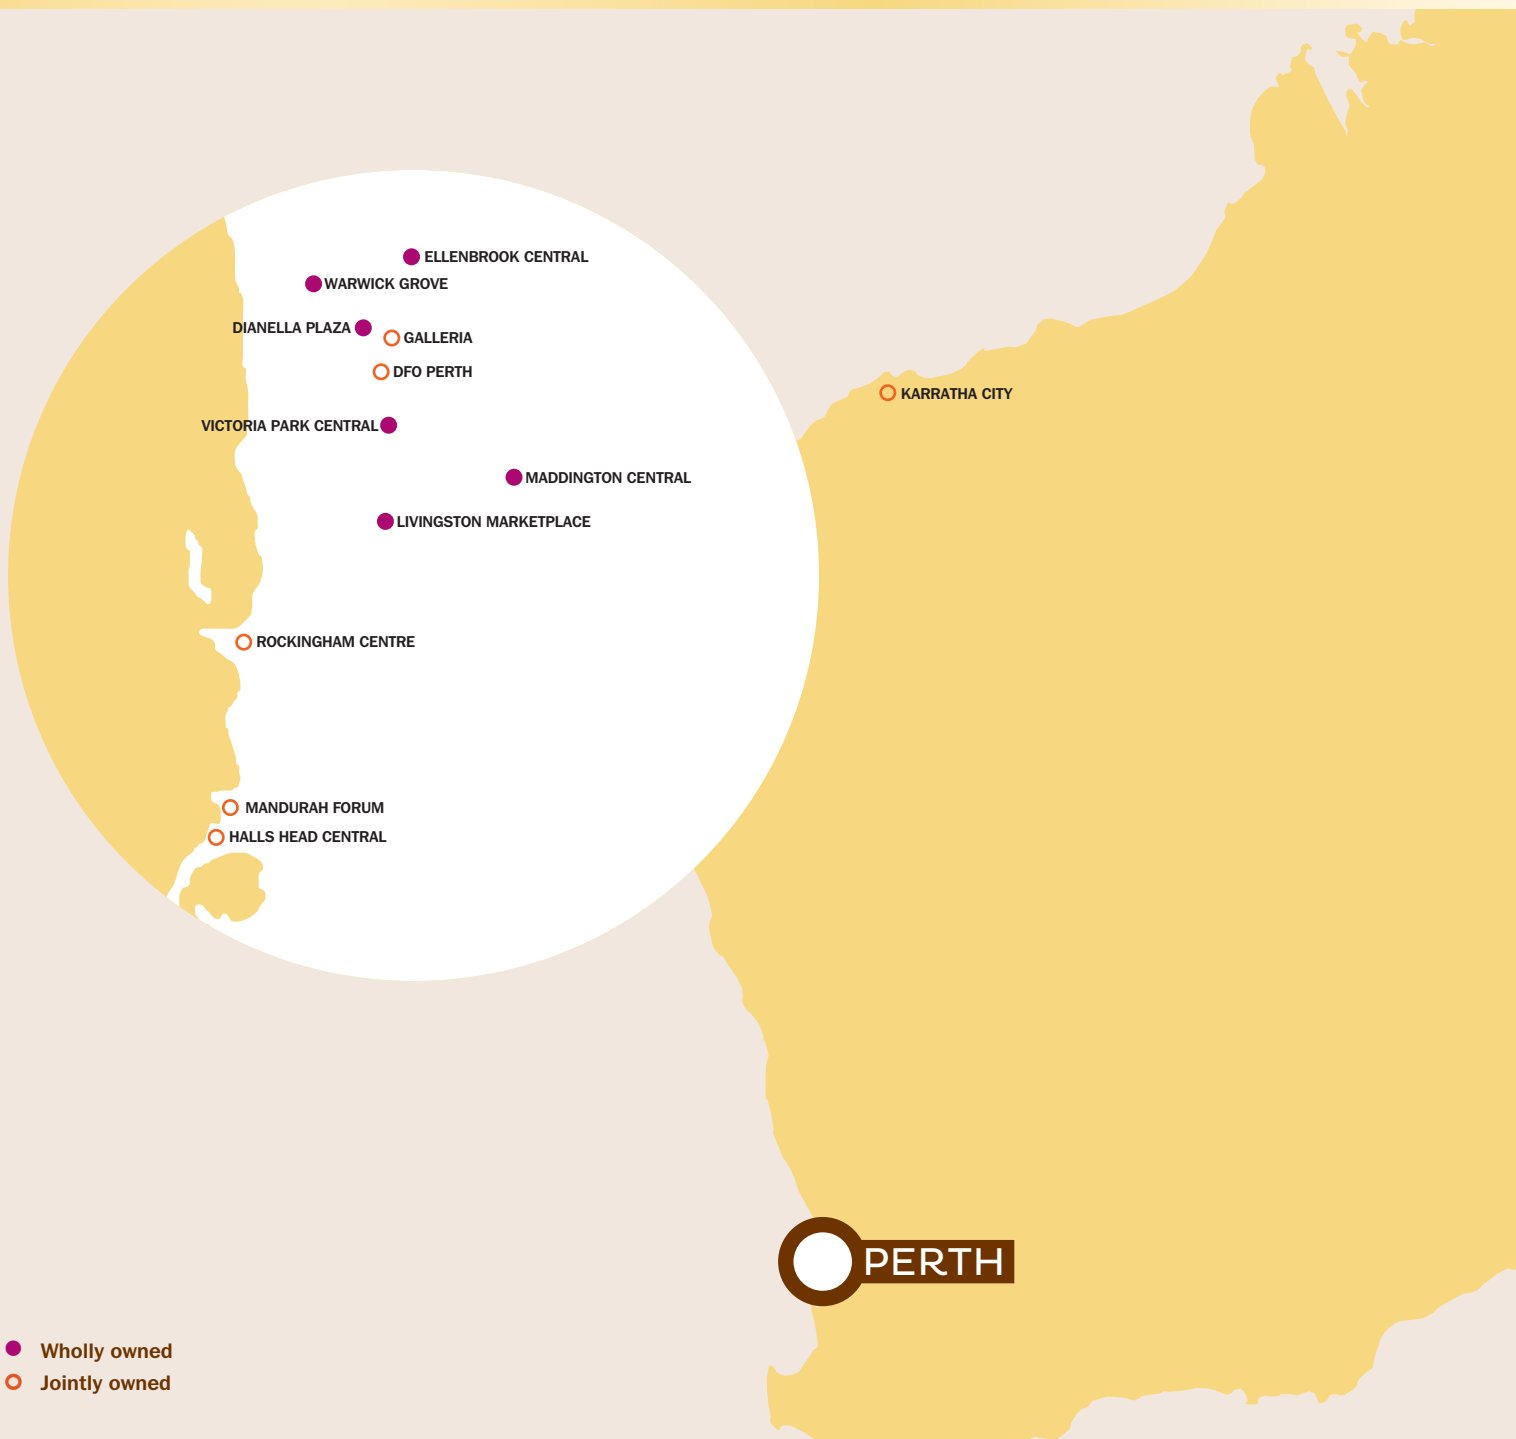 ELLENBROOK CENTRAL
WARWICK GROVE
DIANELLA PLAZA
GALLERIA
DFO PERTH
KARRATHA CITY
VICTORIA PARK CENTRAL
MADDINGTON CENTRAL
LIVINGSTON MARKETPLACE
ROCKINGHAM CENTRE
MANDURAH FORUM
HALLS HEAD CENTRAL
PERTH
Wholly owned
Jointly owned